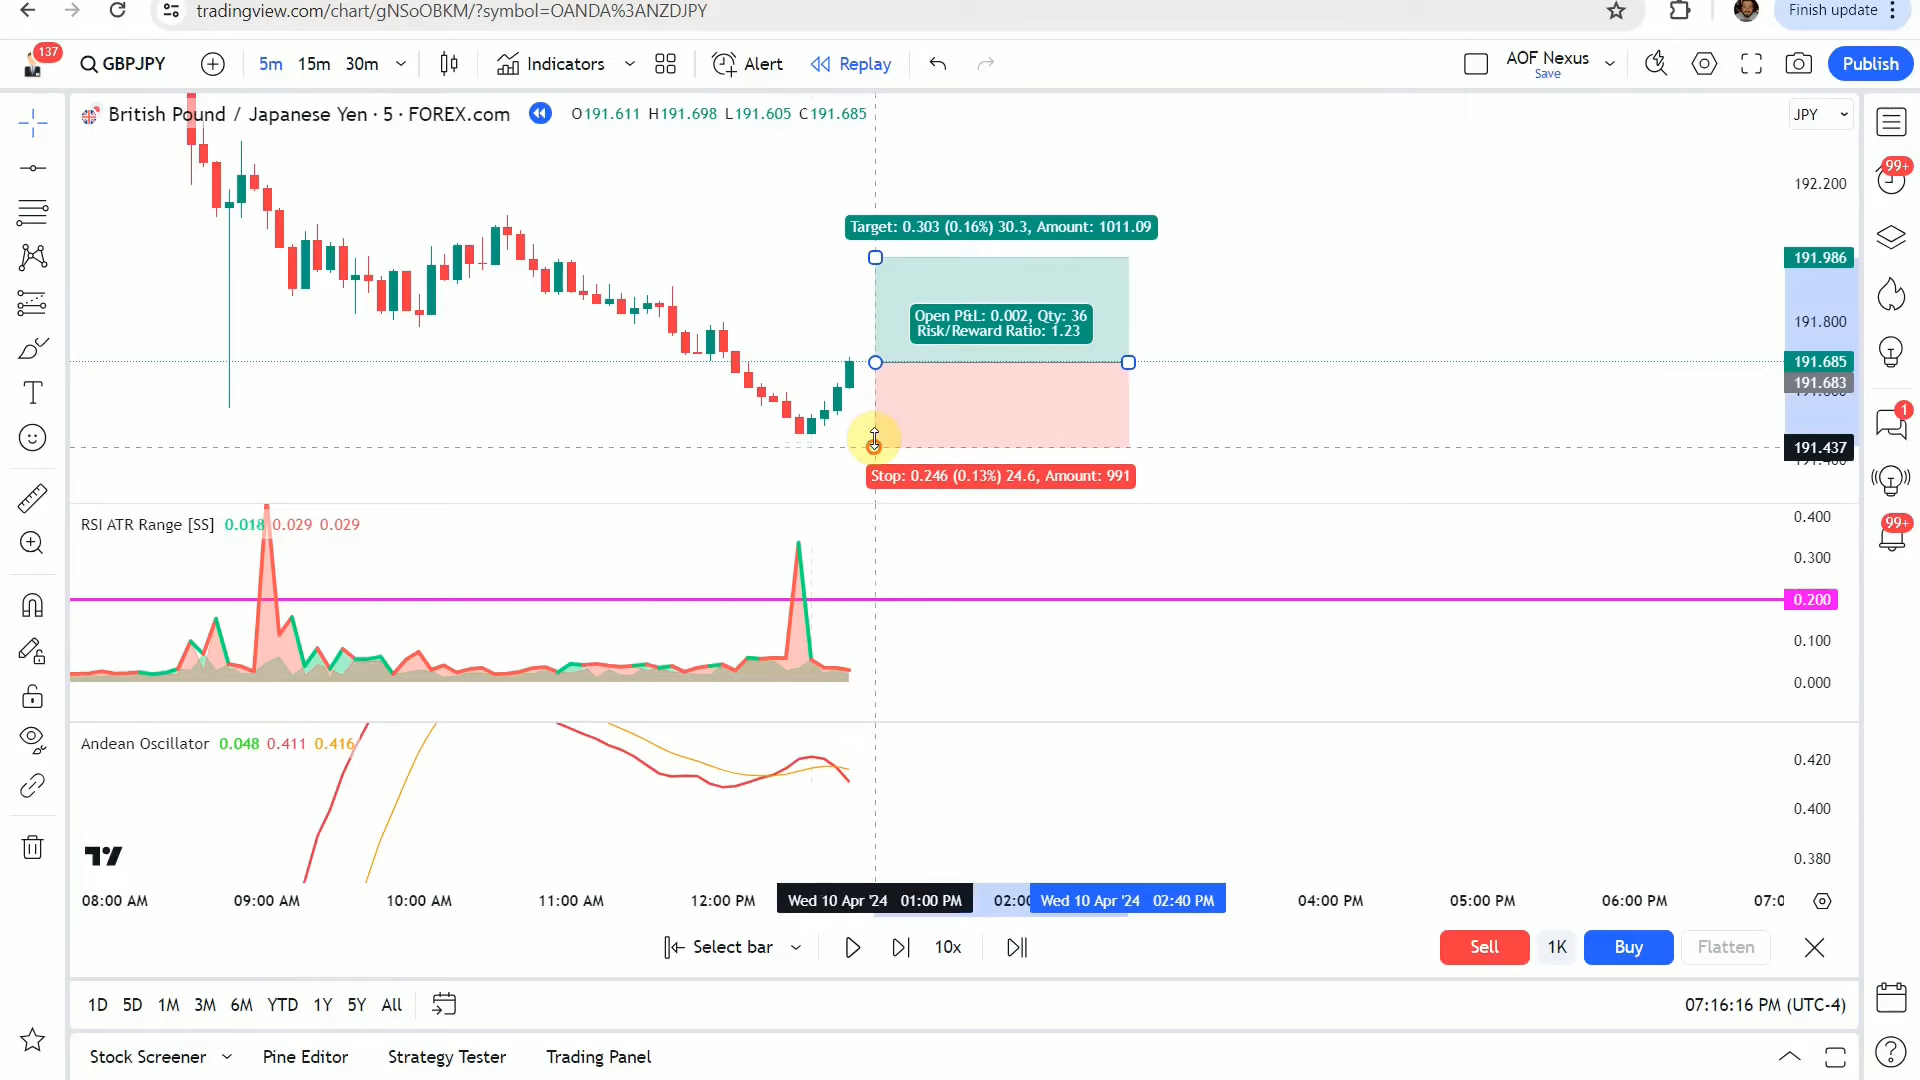 tradingview.com/chart/gNSoOBKM/?symbol=OANDA%3ANZDJPY
Finish update
137
GBPJPY
5m 15m 30m
Indicators
Alert
Replay
AOF Nexus
Save
Publish
British Pound / Japanese Yen · 5 · FOREX.com
O191.611 H191.698 L191.605 C191.685
JPY
99+
192.200
Target: 0.303 (0.16%) 30.3, Amount: 1011.09
191.986
Open P&L: 0.002, Qty: 36
191.800
Risk/Reward Ratio: 1.23
191.685
191.683
1
191.437
Stop: 0.246 (0.13%) 24.6, Amount: 991
RSI ATR Range [SS] 0.018 0.029 0.029
0.400
99+
0.300
0.200
0.100
0.000
Andean Oscillator 0.048 0.411 0.416
0.420
0.400
0.380
08:00 AM 09:00 AM 10:00 AM 11:00 AM 12:00 PM Wed 10 Apr '24 01:00 PM 02:00 Wed 10 Apr '24 02:40 PM 04:00 PM 05:00 PM 06:00 PM 07:0
Select bar
10x
Sell 1K Buy Flatten
1D 5D 1M 3M 6M YTD 1Y 5Y All
07:16:16 PM (UTC-4)
Stock Screener Pine Editor Strategy Tester Trading Panel